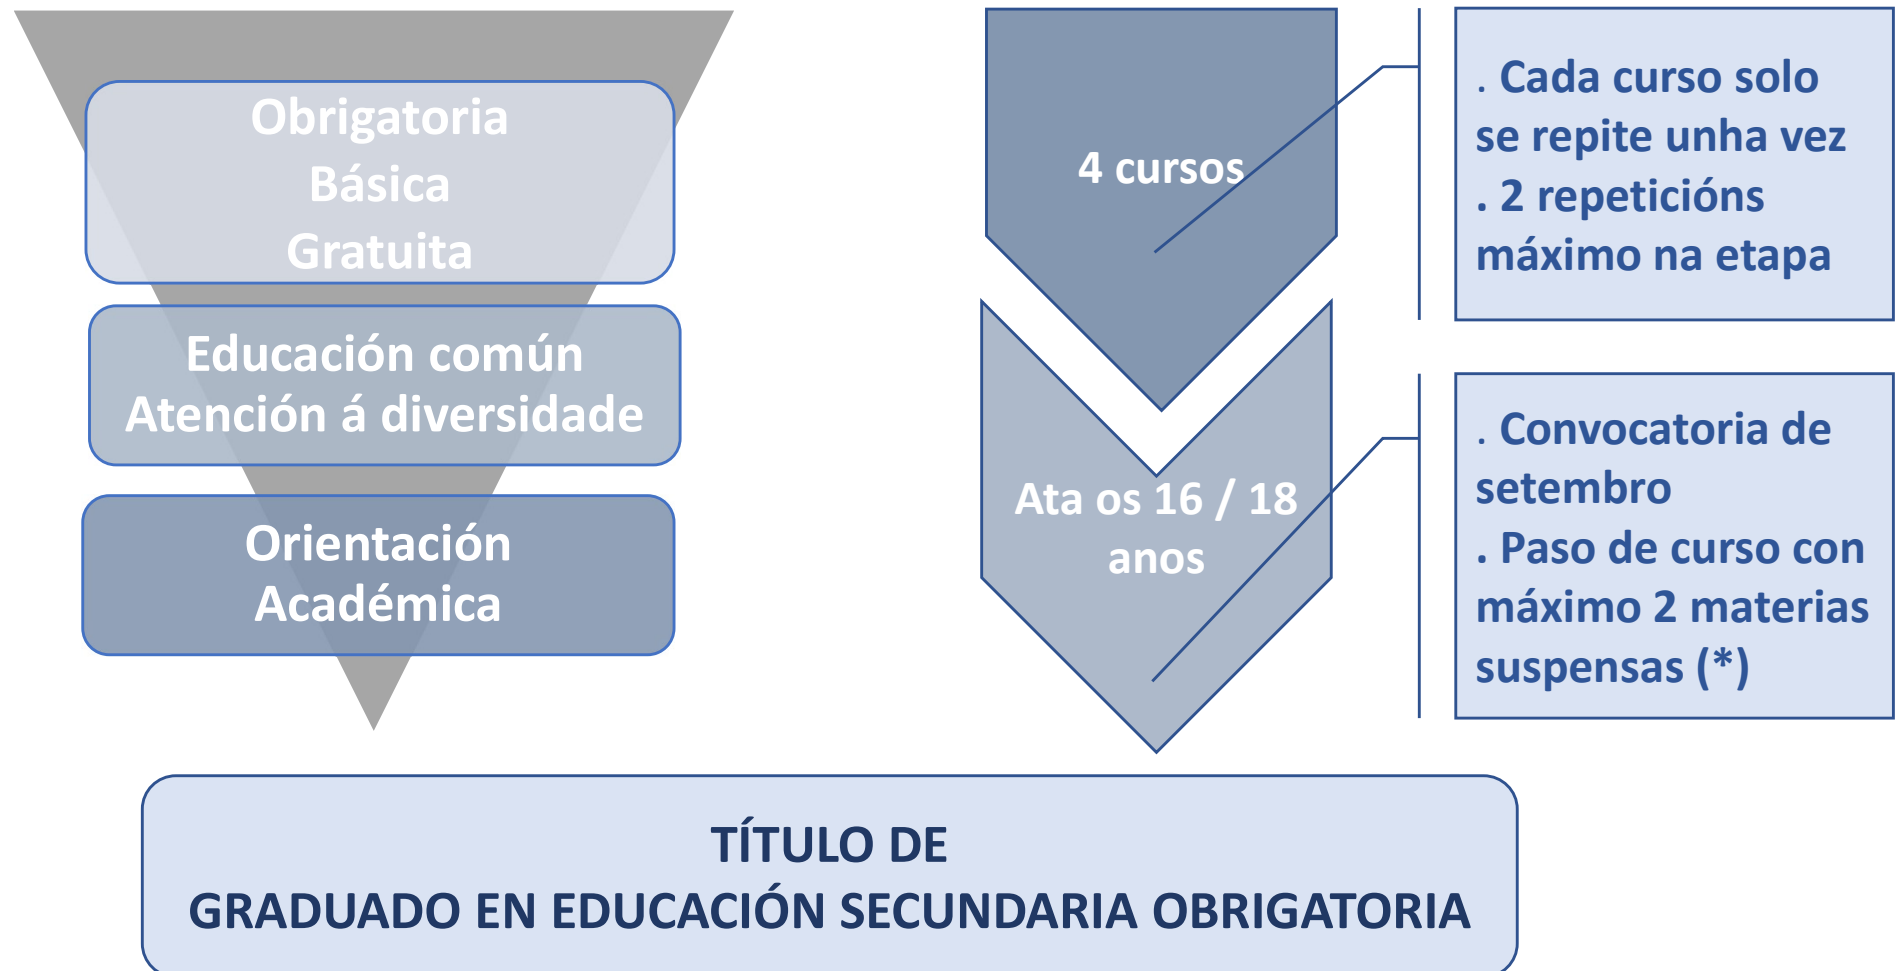 Obrigatoria
Básica
Gratuita
Educación común
Atención á diversidade
Orientación
Académica
4 cursos
Ata os 16 / 18
anos
. Cada curso solo
se repite unha vez
. 2 repeticións
máximo na etapa
. Convocatoria de
setembro
. Paso de curso con
máximo 2 materias
suspensas (*)
TÍTULO DE
GRADUADO EN EDUCACIÓN SECUNDARIA OBRIGATORIA